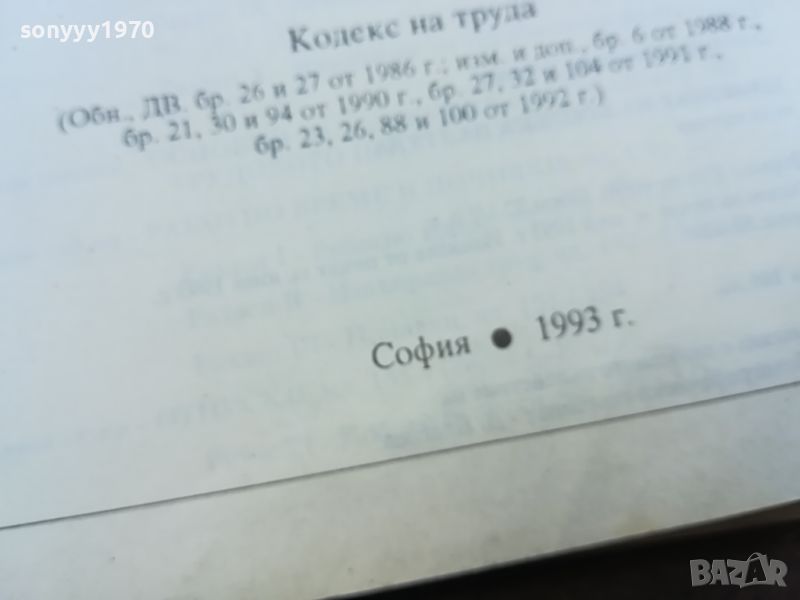 sonyyy1970
Кодекс на труда
(Обн., ДВ. бр. 26 и 27 от 1986 г.; изм. и доп., бр. 6 от 1988 г.,
бр. 21, 30 и 94 от 1990 г., бр. 27, 32 и 104 от 1991 г.,
бр. 23, 26, 88 и 100 от 1992 г.)
София ● 1993 г.
BAZAR